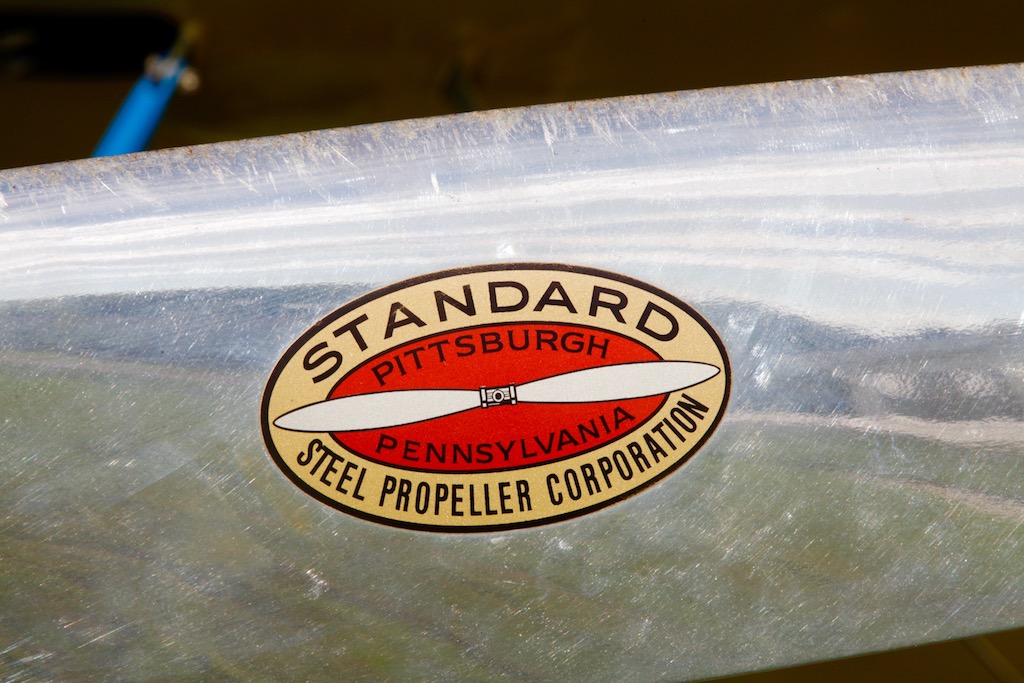 STANDARD
PITTSBURGH
PENNSYLVANIA
STEEL PROPELLER CORPORATION